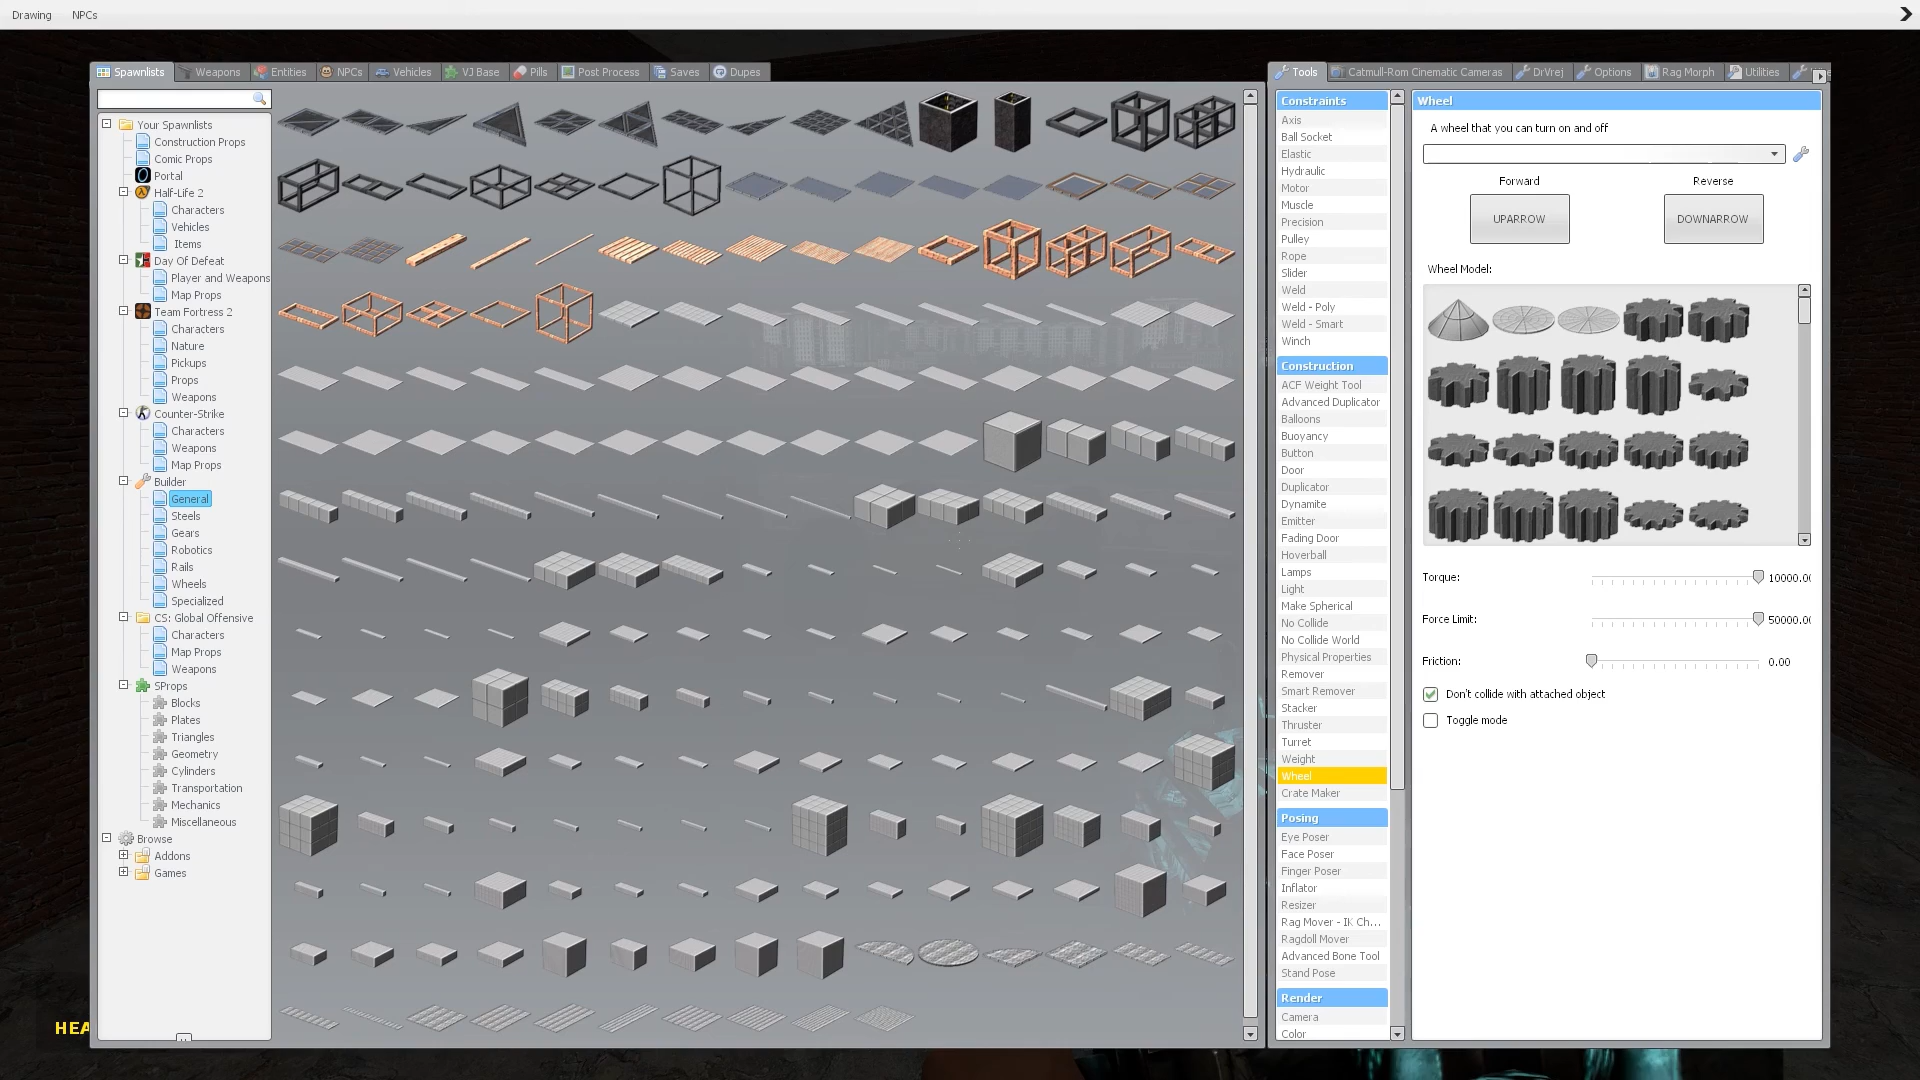 Drawing NPCs
Spawnlists Weapons Entities NPCs Vehicles VJ Base Pills Post Process Saves Dupes
Your Spawnlists
Construction Props
Comic Props
Portal
Half-Life 2
Characters
Vehicles
Items
Day Of Defeat
Player and Weapons
Map Props
Team Fortress 2
Characters
Nature
Pickups
Props
Weapons
Counter-Strike
Characters
Weapons
Map Props
Builder
General
Steels
Gears
Robotics
Rails
Wheels
Specialized
CS: Global Offensive
Characters
Map Props
Weapons
SProps
Blocks
Plates
Triangles
Geometry
Cylinders
Transportation
Mechanics
Miscellaneous
Browse
Addons
Games
HEA
Tools Catmull-Rom Cinematic Cameras DrVrej Options Rag Morph Utilities
Constraints
Axis
Ball Socket
Elastic
Hydraulic
Motor
Muscle
Precision
Pulley
Rope
Slider
Weld
Weld - Poly
Weld - Smart
Winch
Construction
ACF Weight Tool
Advanced Duplicator
Balloons
Buoyancy
Button
Door
Duplicator
Dynamite
Emitter
Fading Door
Hoverball
Lamps
Light
Make Spherical
No Collide
No Collide World
Physical Properties
Remover
Smart Remover
Stacker
Thruster
Turret
Weight
Wheel
Crate Maker
Posing
Eye Poser
Face Poser
Finger Poser
Inflator
Resizer
Rag Mover - IK Ch...
Ragdoll Mover
Advanced Bone Tool
Stand Pose
Render
Camera
Color
Wheel
A wheel that you can turn on and off
Forward Reverse
UPARROW DOWNARROW
Wheel Model:
Torque: 10000.0
Force Limit: 50000.0
Friction: 0.00
Don't collide with attached object
Toggle mode